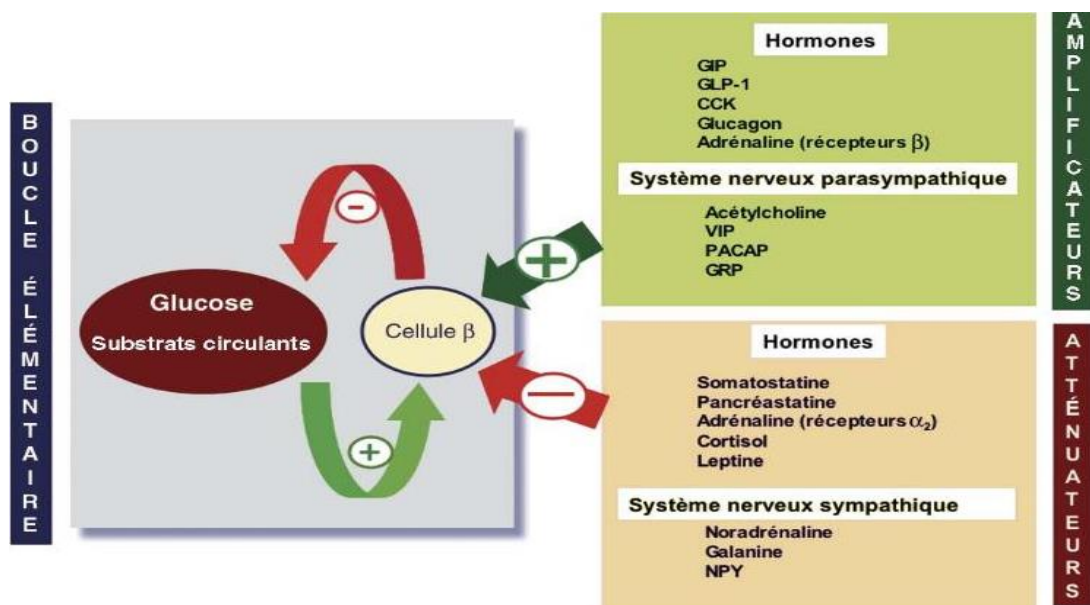 BOUCLE ÉLÉMENTAIRE
Glucose
Substrats circulants
-
+
Cellule β
+
-
Hormones
GIP
GLP-1
CCK
Glucagon
Adrénaline (récepteurs β)
Système nerveux parasympathique
Acétylcholine
VIP
PACAP
GRP
AMPLIFICATEURS
Hormones
Somatostatine
Pancréastatine
Adrénaline (récepteurs α₂)
Cortisol
Leptine
Système nerveux sympathique
Noradrénaline
Galanine
NPY
ATTÉNUATEURS